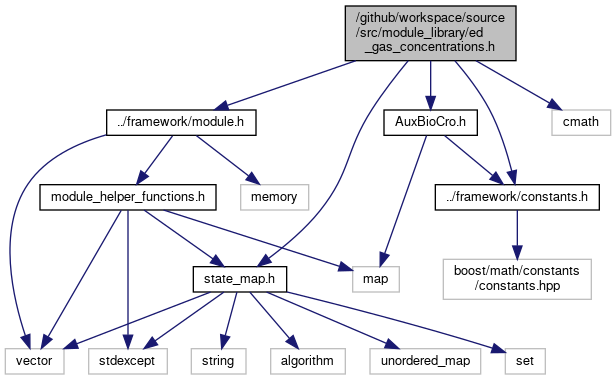 /github/workspace/source
/src/module_library/ed
_gas_concentrations.h
../framework/module.h
AuxBioCro.h
cmath
module_helper_functions.h
memory
../framework/constants.h
state_map.h
map
boost/math/constants
/constants.hpp
vector
stdexcept
string
algorithm
unordered_map
set